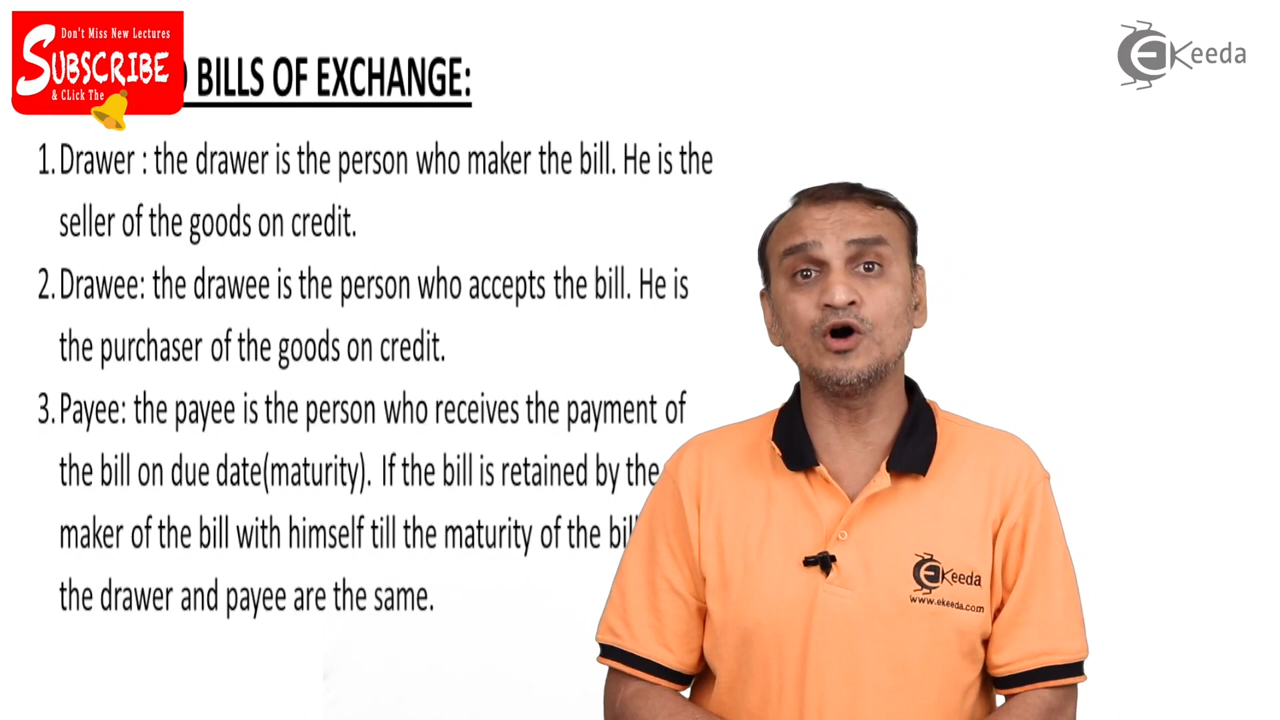 Don't Miss New Lectures
SUBSCRIBE
& CLick The
BILLS OF EXCHANGE:
EKeeda
1. Drawer : the drawer is the person who maker the bill. He is the
seller of the goods on credit.
2. Drawee: the drawee is the person who accepts the bill. He is
the purchaser of the goods on credit.
3. Payee: the payee is the person who receives the payment of
the bill on due date(maturity). If the bill is retained by the
maker of the bill with himself till the maturity of the bill
the drawer and payee are the same.
EKeeda
www.ekeeda.com